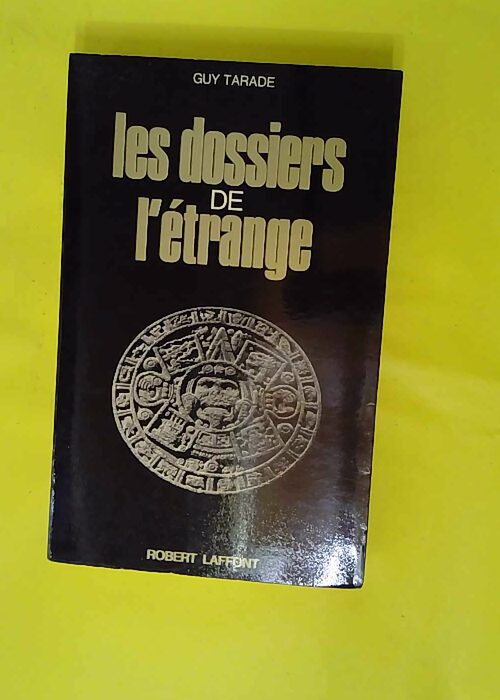 GUY TARADE
les dossiers
DE
l'étrange
ROBERT LAFFONT